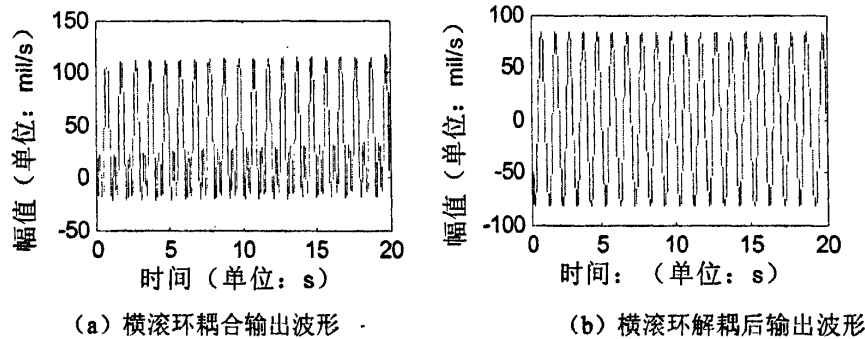 幅值（单位：mil/s）
150
100
50
0
-50
0 5 10 15 20
时间（单位：s）
（a）横滚环耦合输出波形
幅值（单位：mil/s）
100
50
0
-50
-100
0 5 10 15 20
时间：（单位：s）
（b）横滚环解耦后输出波形